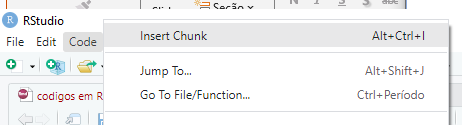 Slide
Seção
RStudio
File Edit Code
Insert Chunk Alt+Ctrl+I
Jump To... Alt+Shift+J
Go To File/Function... Ctrl+Período
codigos em R